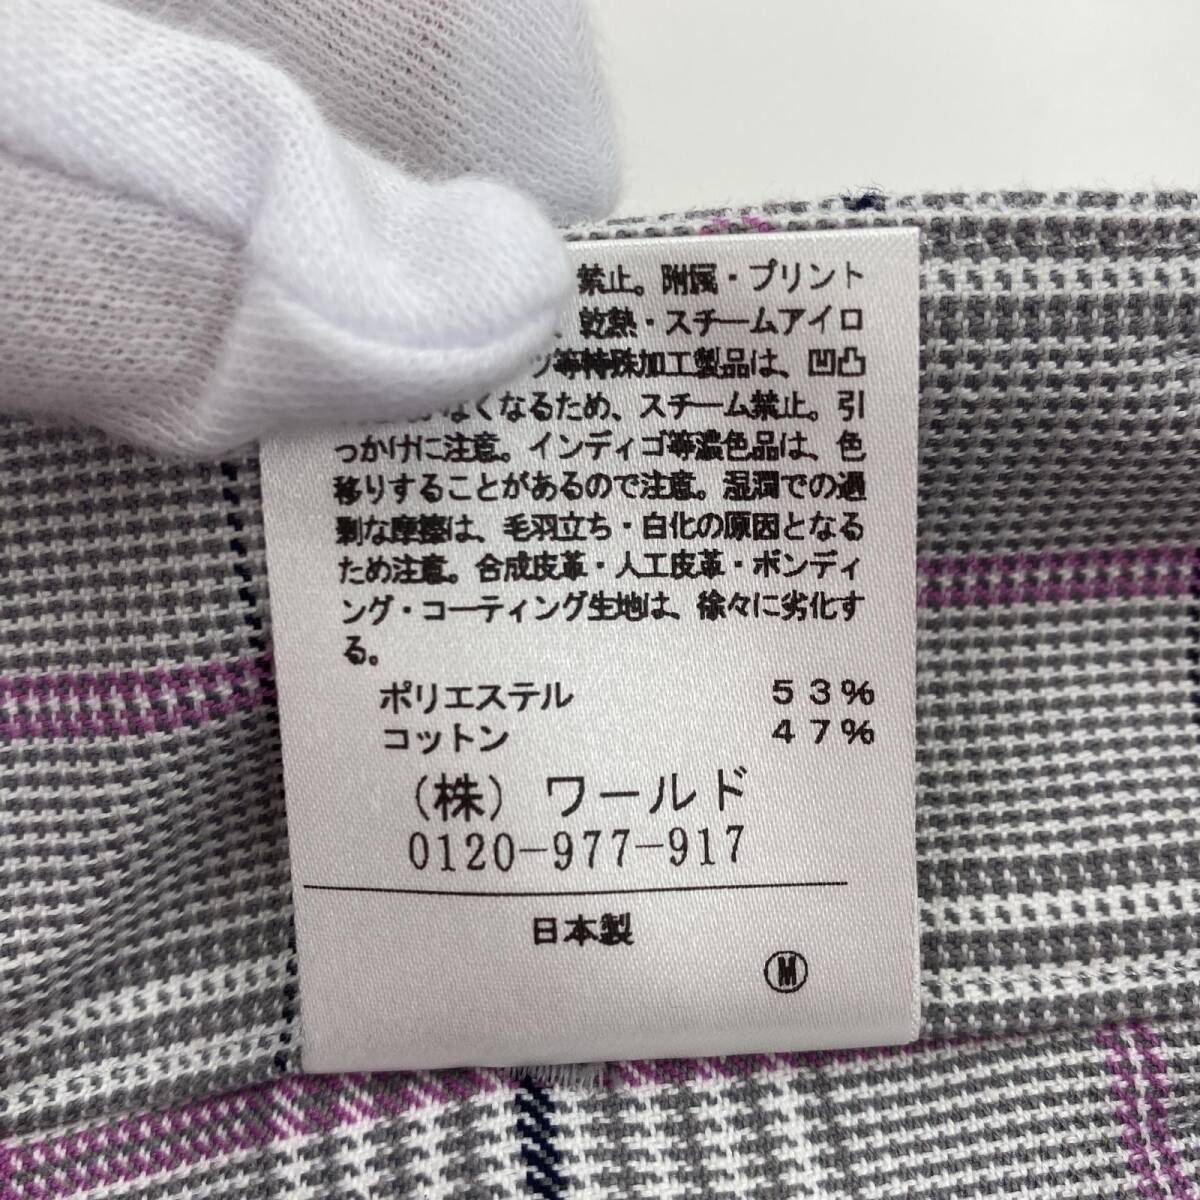 禁止。附属・プリント
、乾熱・スチームアイロ
ツ等特殊加工製品は、凹凸
なくなるため、スチーム禁止。引
っかけに注意。インディゴ等濃色品は、色
移りすることがあるので注意。湿潤での過
剰な摩擦は、毛羽立ち・白化の原因となる
ため注意。合成皮革・人工皮革・ボンディ
ング・コーティング生地は、徐々に劣化す
る。
ポリエステル 53%
コットン 47%
(株) ワールド
0120-977-917
日本製
M